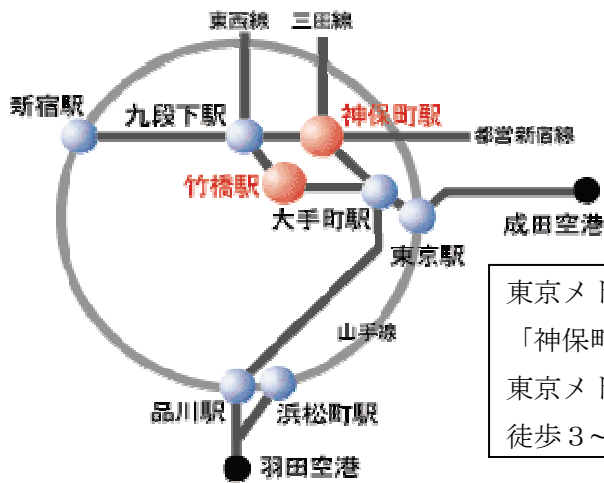 東西線
三田線
新宿駅
九段下駅
神保町駅
都営新宿線
竹橋駅
大手町駅
東京駅
成田空港
山手線
品川駅
浜松町駅
羽田空港
東京メト
「神保町
東京メト
徒歩3~